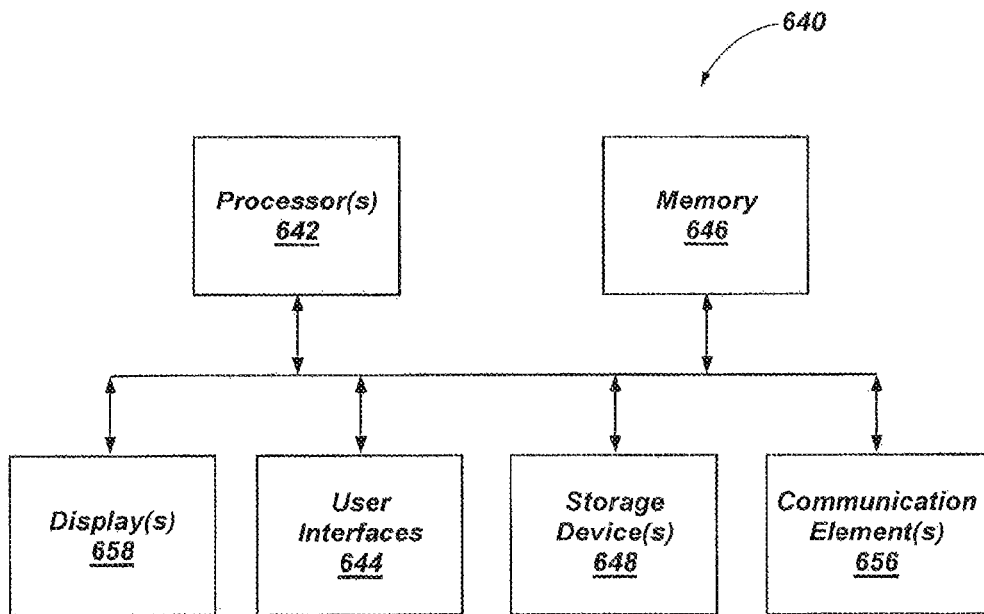 640
Processor(s)
642
Memory
646
Display(s)
658
User
Interfaces
644
Storage
Device(s)
648
Communication
Element(s)
656